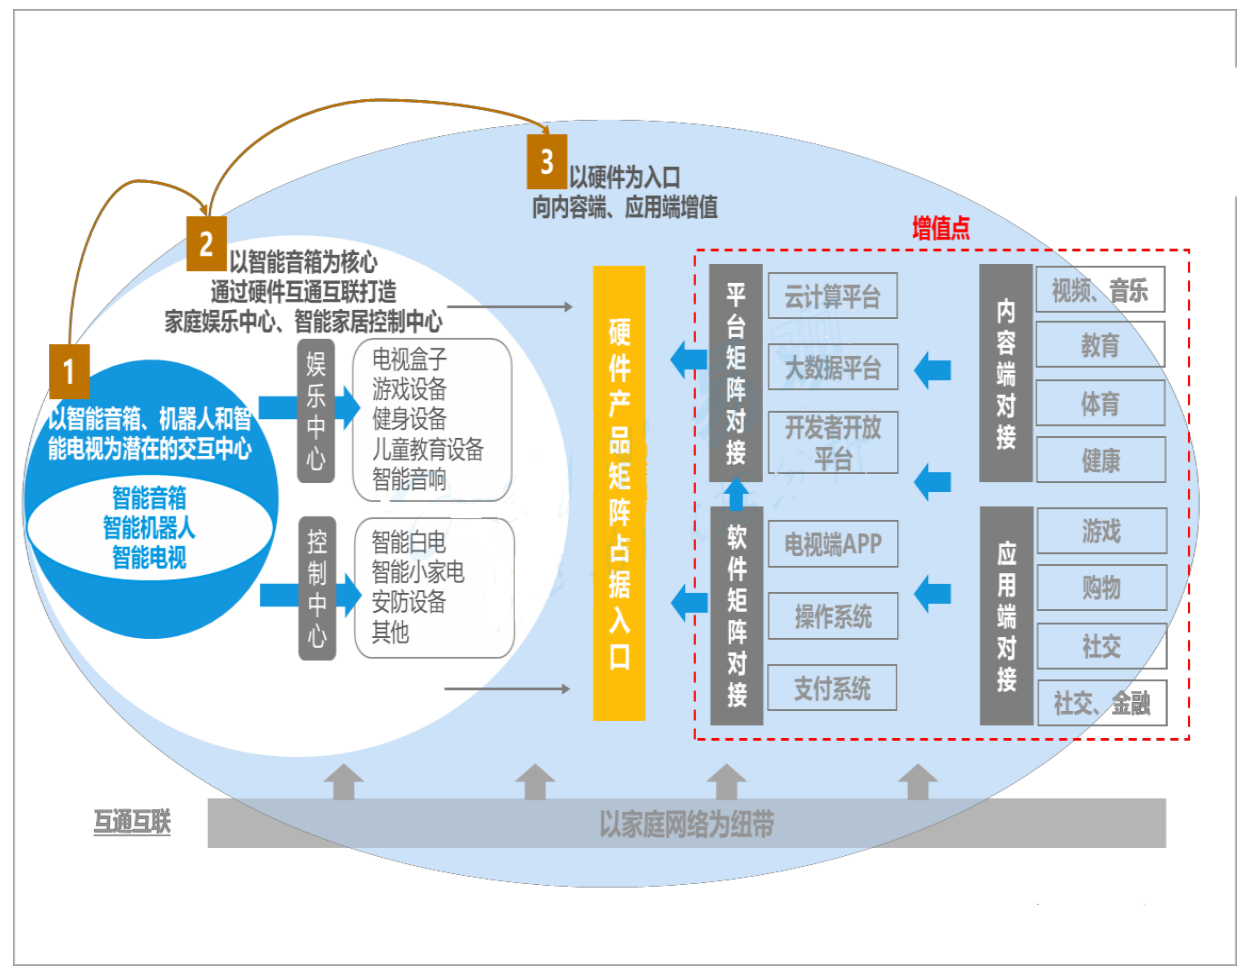 3
以硬件为入口
向内容端、应用端增值
2
以智能音箱为核心
通过硬件互通互联打造
家庭娱乐中心、智能家居控制中心
1
以智能音箱、机器人和智
能电视为潜在的交互中心
智能音箱
智能机器人
智能电视
娱乐中心
电视盒子
游戏设备
健身设备
儿童教育设备
智能音响
控制中心
智能白电
智能小家电
安防设备
其他
硬件产品矩阵占据入口
增值点
平台矩阵对接
云计算平台
大数据平台
开发者开放
平台
软件矩阵对接
电视端APP
操作系统
支付系统
内容端对接
视频、音乐
教育
体育
健康
应用端对接
游戏
购物
社交
社交、金融
互通互联
以家庭网络为纽带